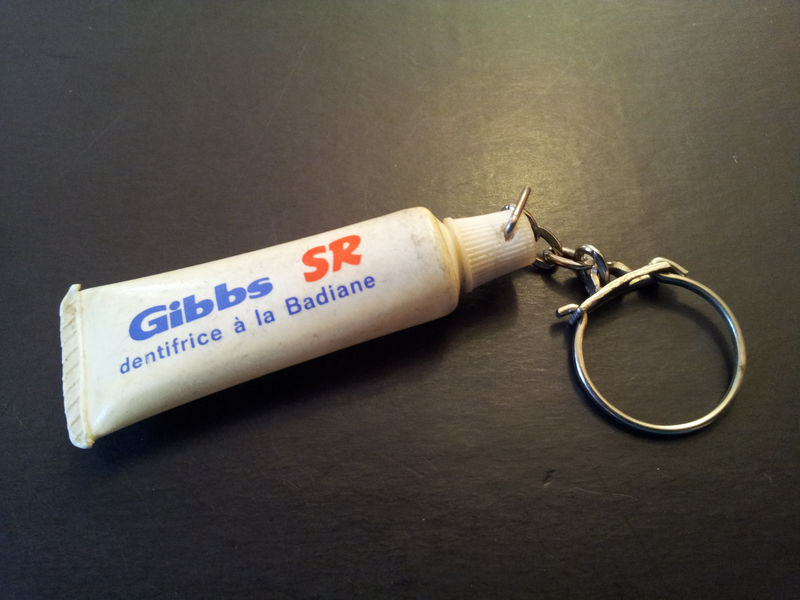 Gibbs SR
dentifrice à la Badiane